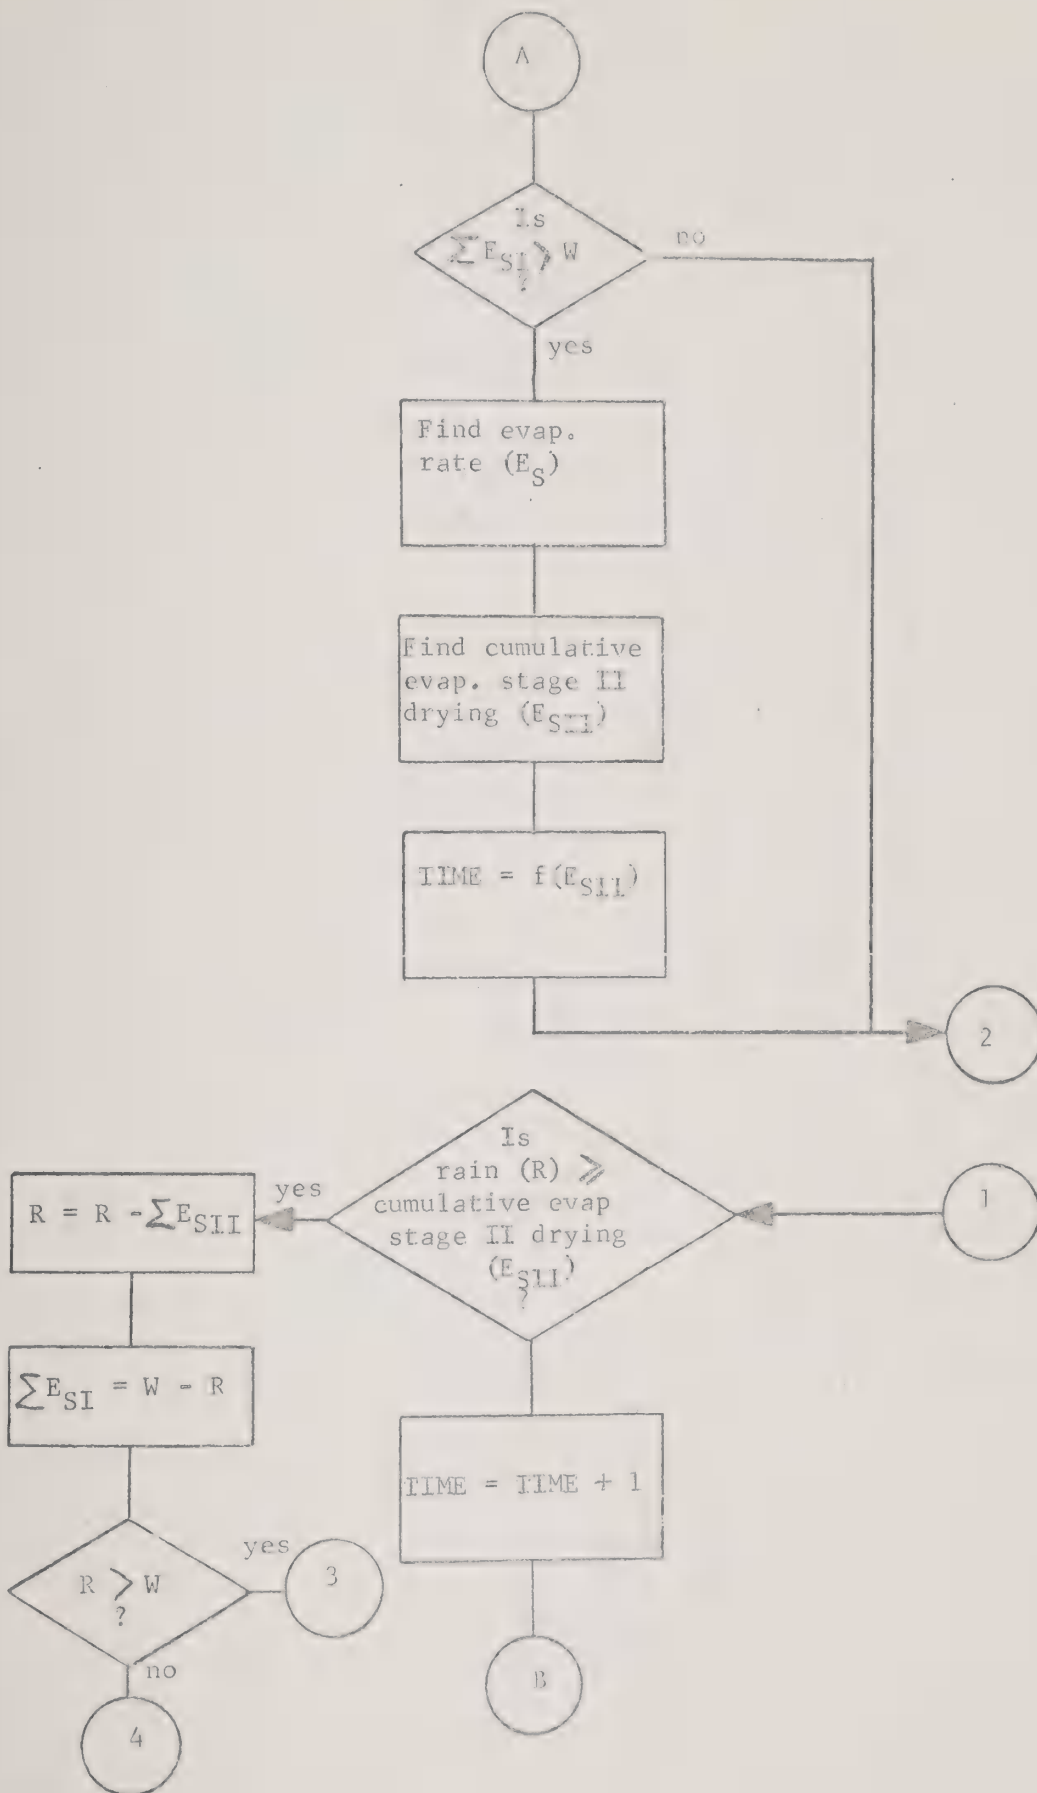 A
Is
∑E_SI > W
?
no
yes
Find evap.
rate (E_S)
Find cumulative
evap. stage II
drying (E_SII)
TIME = f(E_SII)
2
Is
rain (R) ⩾
cumulative evap
stage II drying
(E_SII)
?
1
yes
R = R -∑E_SII
∑E_SI = W - R
TIME = TIME + 1
R > W
?
yes
3
no
4
B